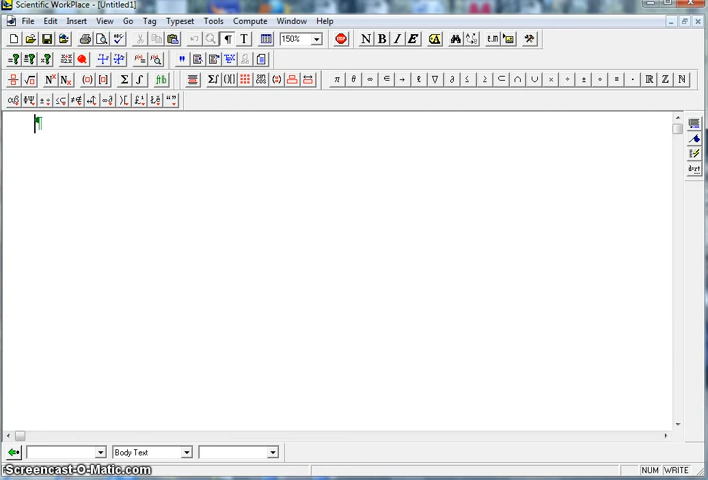 Scientific WorkPlace - [Untitled1]
File Edit Insert View Go Tag Typeset Tools Compute Window Help
¶ T 150% STOP N B I E
N N
Σ ∫
π θ ∞ ∈ → ℓ ∇ ∂ ≤ ≥ ⊂ ∩ ∪ × ÷ ± ∘ ≡ · ℝ ℤ ℕ
¶
Body Text
Screencast-O-Matic.com
NUM WRITE